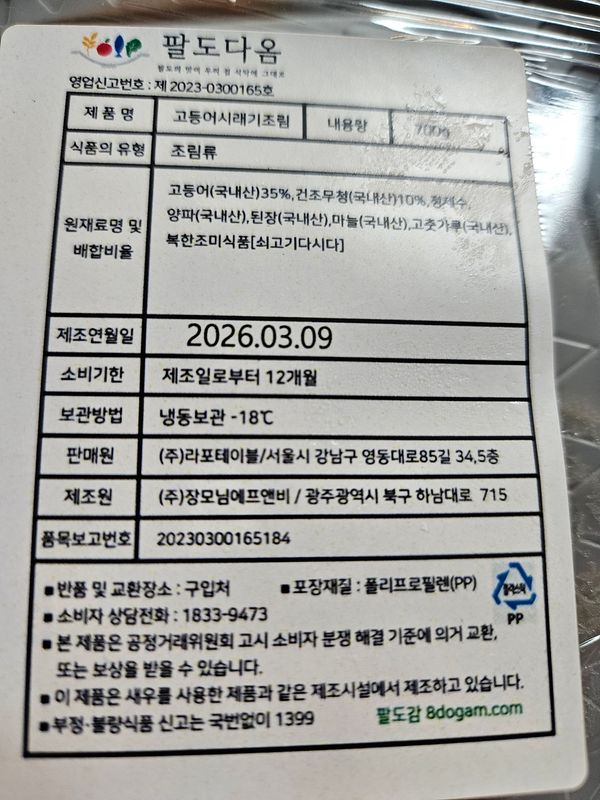 팔도다옴
팔도의 맛이 우리 집 식탁에 그대로
영업신고번호 : 제 2023-0300165호
제 품 명 고등어시래기조림 내용량 700g
식품의 유형 조림류
원재료명 및 배합비율
고등어(국내산)35%,건조무청(국내산)10%,정제수,
양파(국내산),된장(국내산),마늘(국내산),고춧가루(국내산),
복한조미식품[쇠고기다시다]
제조연월일 2026.03.09
소비기한 제조일로부터 12개월
보관방법 냉동보관 -18℃
판매원 (주)라포테이블/서울시 강남구 영동대로85길 34,5층
제조원 (주)장모님에프앤비 / 광주광역시 북구 하남대로 715
품목보고번호 20230300165184
■반품 및 교환장소 : 구입처 ■포장재질 : 폴리프로필렌(PP)
■소비자 상담전화 : 1833-9473
플라스틱
PP
■본 제품은 공정거래위원회 고시 소비자 분쟁 해결 기준에 의거 교환,
또는 보상을 받을 수 있습니다.
■이 제품은 새우를 사용한 제품과 같은 제조시설에서 제조하고 있습니다.
■부정·불량식품 신고는 국번없이 1399 팔도감 8dogam.com